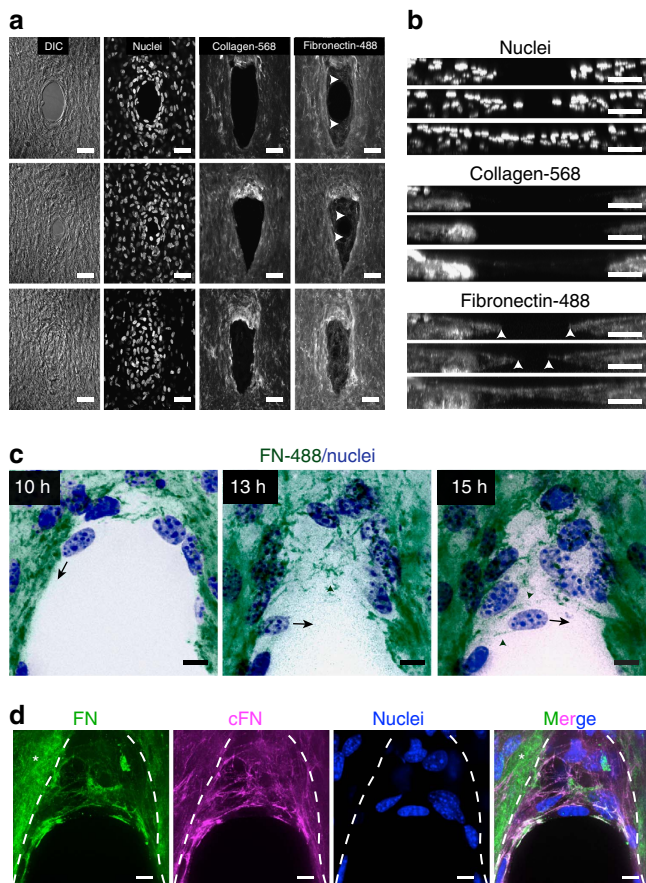 a
DIC Nuclei Collagen-568 Fibronectin-488
b
Nuclei
Collagen-568
Fibronectin-488
c
FN-488/nuclei
10 h 13 h 15 h
d
FN cFN Nuclei Merge
*
*